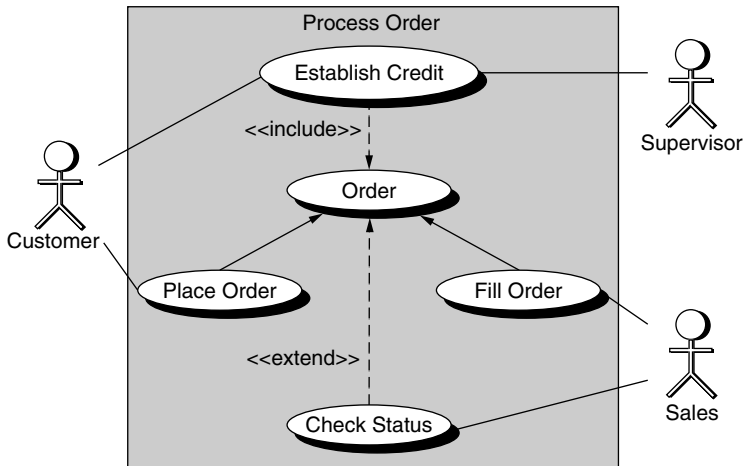 Process Order
Establish Credit
<<include>>
Supervisor
Order
Customer
Place Order
Fill Order
<<extend>>
Sales
Check Status